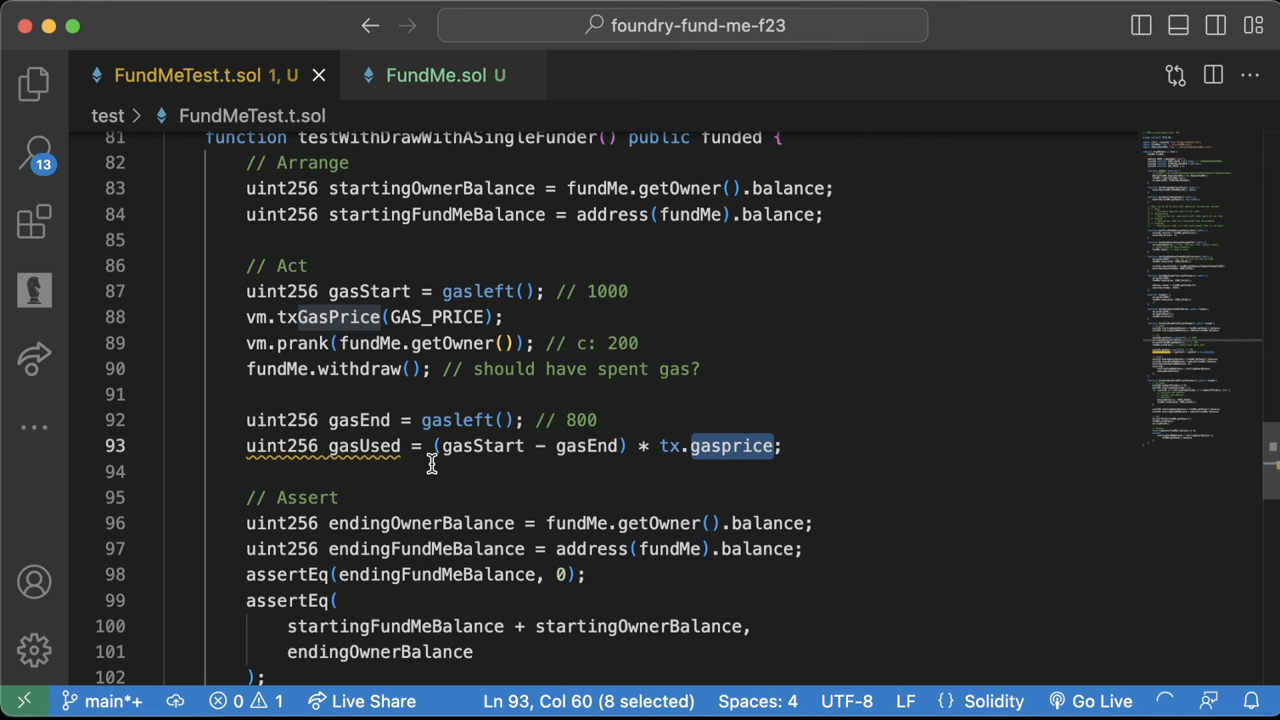 foundry-fund-me-f23
FundMeTest.t.sol 1, U
FundMe.sol U
test > FundMeTest.t.sol
13
81 function testWithDrawWithASingleFunder() public funded {
82 // Arrange
83 uint256 startingOwnerBalance = fundMe.getOwner().balance;
84 uint256 startingFundMeBalance = address(fundMe).balance;
85
86 // Act
87 uint256 gasStart = gasleft(); // 1000
88 vm.txGasPrice(GAS_PRICE);
89 vm.prank(fundMe.getOwner()); // c: 200
90 fundMe.withdraw(); // should have spent gas?
91
92 uint256 gasEnd = gasleft(); // 800
93 uint256 gasUsed = (gasStart - gasEnd) * tx.gasprice;
94
95 // Assert
96 uint256 endingOwnerBalance = fundMe.getOwner().balance;
97 uint256 endingFundMeBalance = address(fundMe).balance;
98 assertEq(endingFundMeBalance, 0);
99 assertEq(
100 startingFundMeBalance + startingOwnerBalance,
101 endingOwnerBalance
102 );
main*+ 0 1 Live Share Ln 93, Col 60 (8 selected) Spaces: 4 UTF-8 LF {} Solidity Go Live